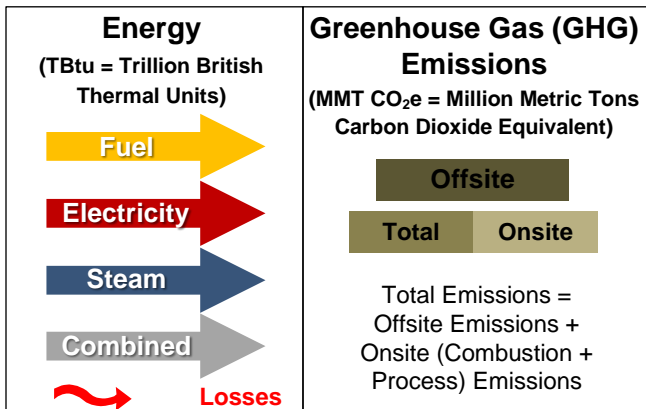 Energy
(TBtu = Trillion British
Thermal Units)
Fuel
Electricity
Steam
Combined
Losses
Greenhouse Gas (GHG)
Emissions
(MMT CO₂e = Million Metric Tons
Carbon Dioxide Equivalent)
Offsite
Total Onsite
Total Emissions =
Offsite Emissions +
Onsite (Combustion +
Process) Emissions